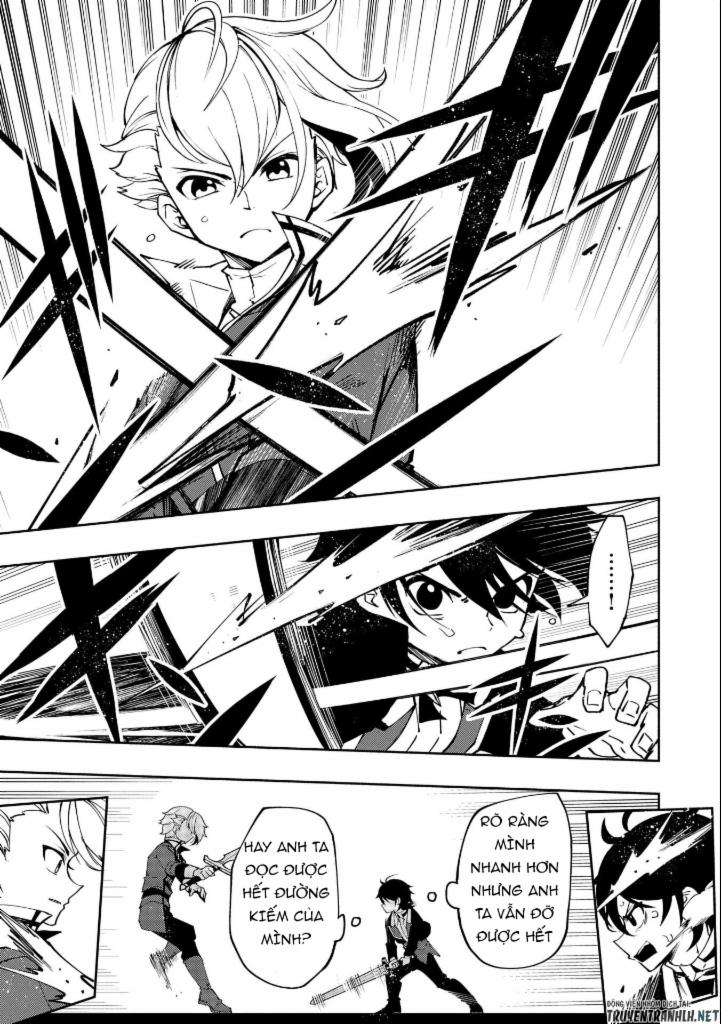 ......!
RÕ RÀNG
MÌNH
NHANH HƠN
NHƯNG ANH
TA VẪN ĐỠ
ĐƯỢC HẾT
HAY ANH TA
ĐỌC ĐƯỢC
HẾT ĐƯỜNG
KIẾM CỦA
MÌNH?
ĐỒNG VIÊN NHÓM DỊCH TẠI:
TRUYENTRANHLH.NET